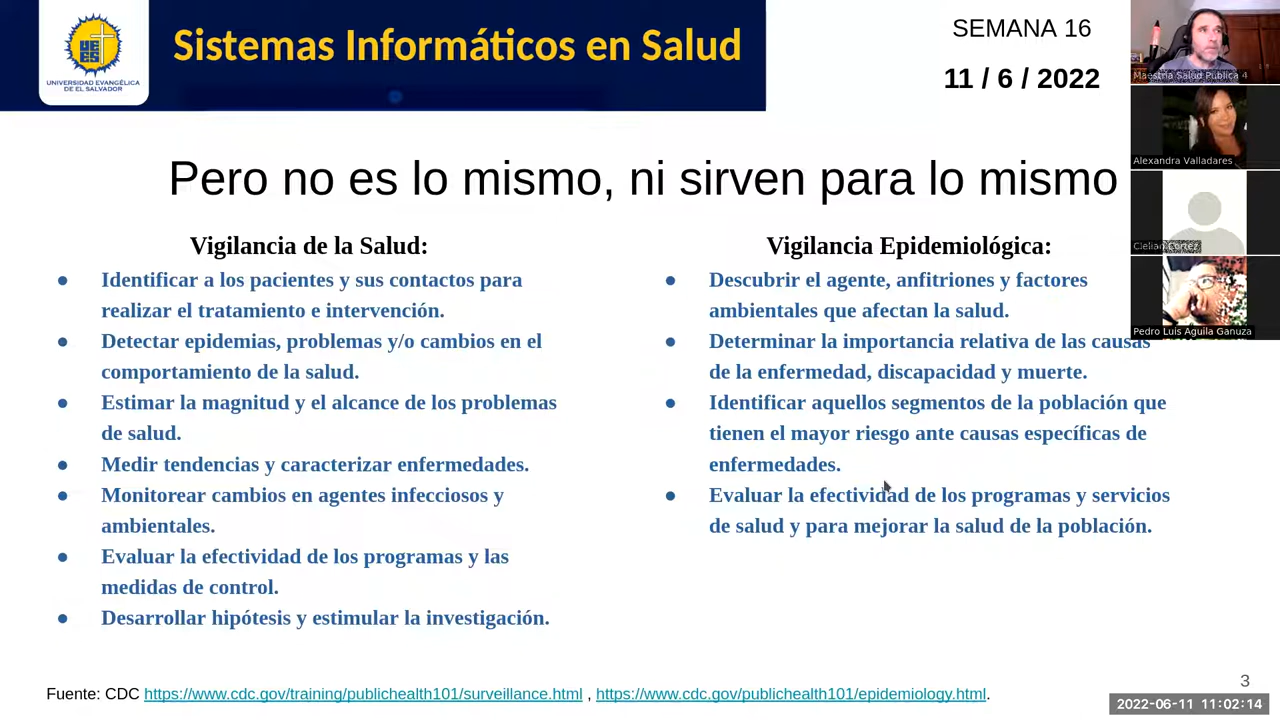 UNIVERSIDAD EVANGÉLICA
DE EL SALVADOR
Sistemas Informáticos en Salud
SEMANA 16
11 / 6 / 2022
Maestria Salud Publica 4
Alexandra Valladares
Clelian Cortez
Pedro Luis Aguila Ganuza
Pero no es lo mismo, ni sirven para lo mismo
Vigilancia de la Salud:
● Identificar a los pacientes y sus contactos para
realizar el tratamiento e intervención.
● Detectar epidemias, problemas y/o cambios en el
comportamiento de la salud.
● Estimar la magnitud y el alcance de los problemas
de salud.
● Medir tendencias y caracterizar enfermedades.
● Monitorear cambios en agentes infecciosos y
ambientales.
● Evaluar la efectividad de los programas y las
medidas de control.
● Desarrollar hipótesis y estimular la investigación.
Vigilancia Epidemiológica:
● Descubrir el agente, anfitriones y factores
ambientales que afectan la salud.
● Determinar la importancia relativa de las causas
de la enfermedad, discapacidad y muerte.
● Identificar aquellos segmentos de la población que
tienen el mayor riesgo ante causas específicas de
enfermedades.
● Evaluar la efectividad de los programas y servicios
de salud y para mejorar la salud de la población.
Fuente: CDC https://www.cdc.gov/training/publichealth101/surveillance.html , https://www.cdc.gov/publichealth101/epidemiology.html.
3
2022-06-11 11:02:14